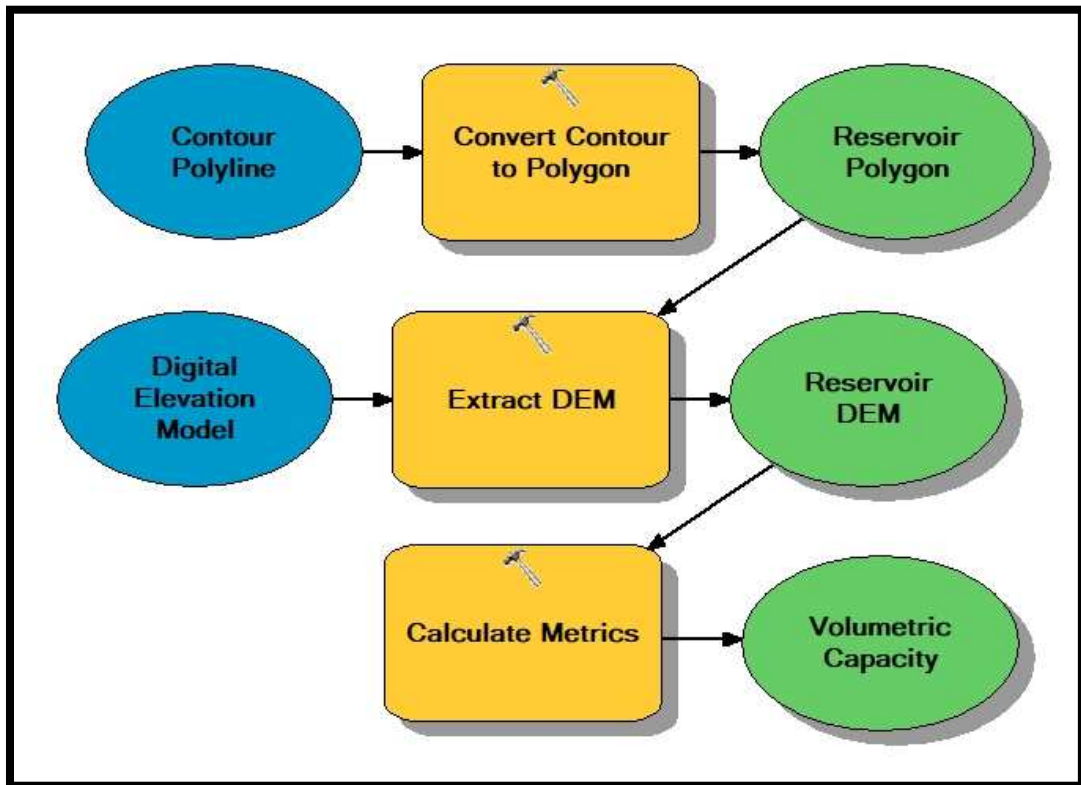 Contour
Polyline
Convert Contour
to Polygon
Reservoir
Polygon
Digital
Elevation
Model
Extract DEM
Reservoir
DEM
Calculate Metrics
Volumetric
Capacity